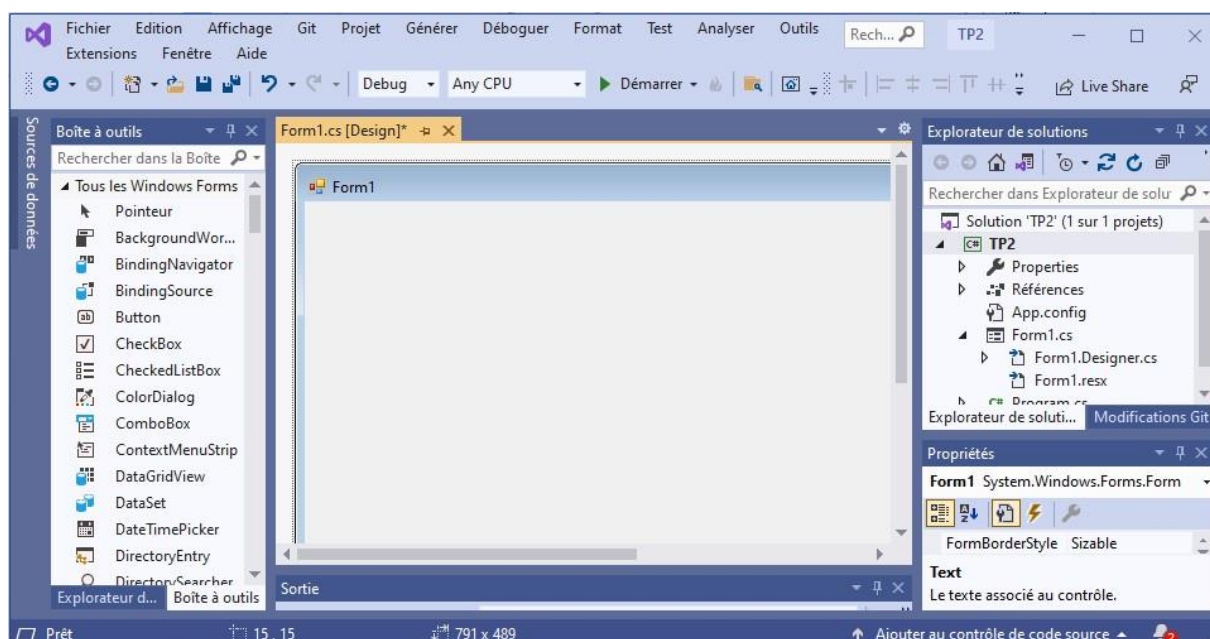 Fichier Edition Affichage Git Projet Générer Déboguer Format Test Analyser Outils Rech... TP2
Extensions Fenêtre Aide
Debug Any CPU Démarrer Live Share
Sources de données
Boîte à outils
Rechercher dans la Boîte
Tous les Windows Forms
Pointeur
BackgroundWor...
BindingNavigator
BindingSource
Button
CheckBox
CheckedListBox
ColorDialog
ComboBox
ContextMenuStrip
DataGridView
DataSet
DateTimePicker
DirectoryEntry
DirectorySearcher
Explorateur d... Boîte à outils
Form1.cs [Design]*
Form1
Sortie
Explorateur de solutions
Rechercher dans Explorateur de solu
Solution 'TP2' (1 sur 1 projets)
C# TP2
Properties
Références
App.config
Form1.cs
Form1.Designer.cs
Form1.resx
C# Program.cs
Explorateur de soluti... Modifications Git
Propriétés
Form1 System.Windows.Forms.Form
FormBorderStyle Sizable
Text
Le texte associé au contrôle.
Prêt 15 , 15 791 x 489 Ajouter au contrôle de code source 2